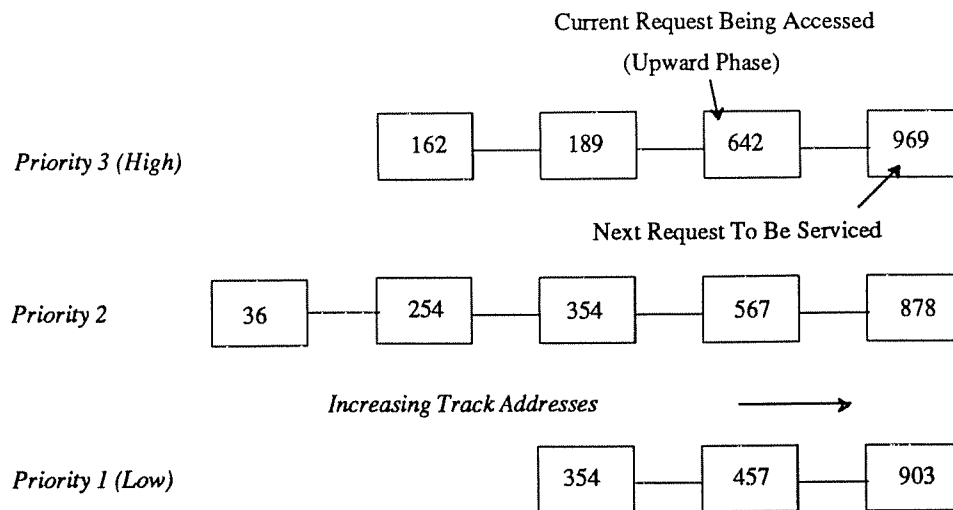 Current Request Being Accessed
(Upward Phase)
Priority 3 (High)
162
189
642
969
Next Request To Be Serviced
Priority 2
36
254
354
567
878
Increasing Track Addresses
Priority 1 (Low)
354
457
903